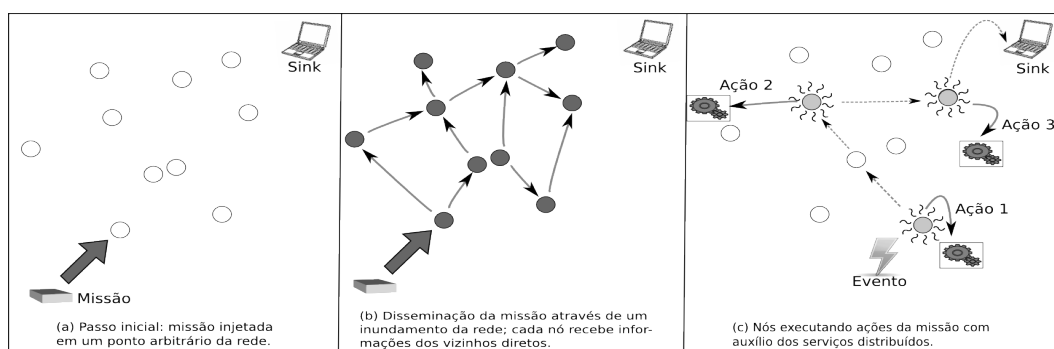 Sink
Missão
(a) Passo inicial: missão injetada
em um ponto arbitrário da rede.
Sink
(b) Disseminação da missão através de um
inundamento da rede; cada nó recebe infor-
mações dos vizinhos diretos.
Sink
Ação 2
Ação 3
Ação 1
Evento
(c) Nós executando ações da missão com
auxílio dos serviços distribuídos.